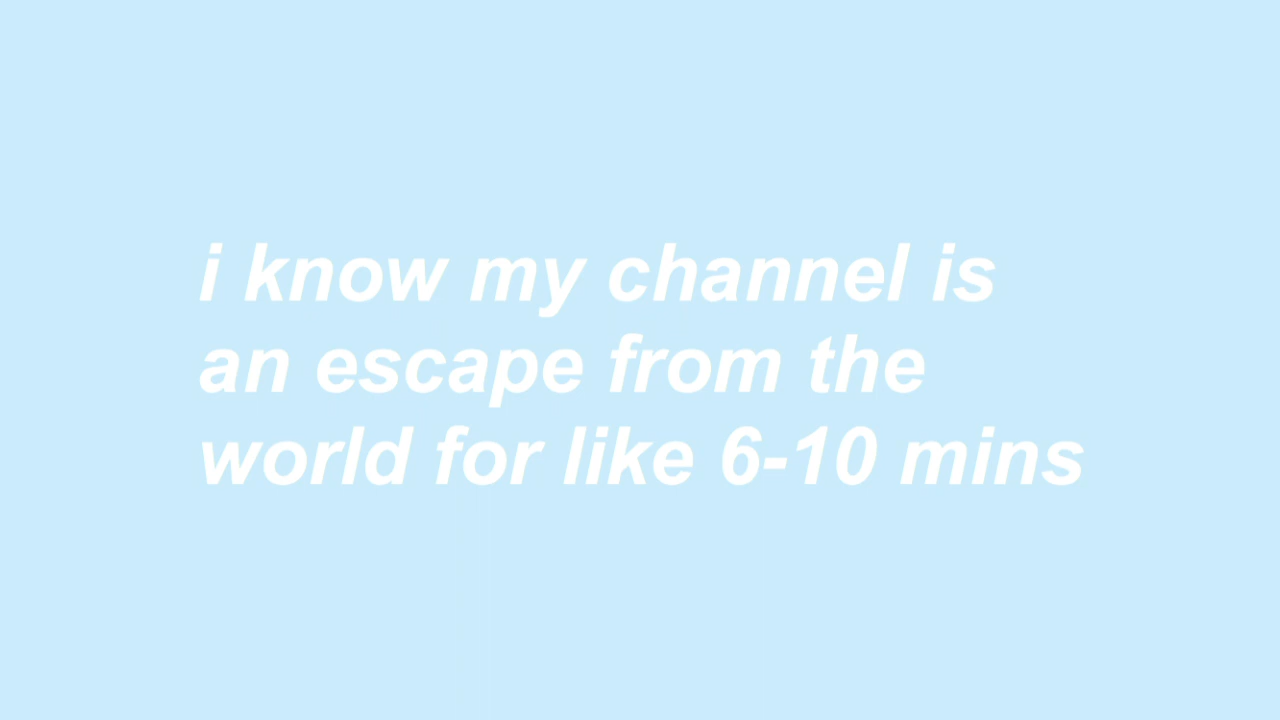 i know my channel is
an escape from the
world for like 6-10 mins